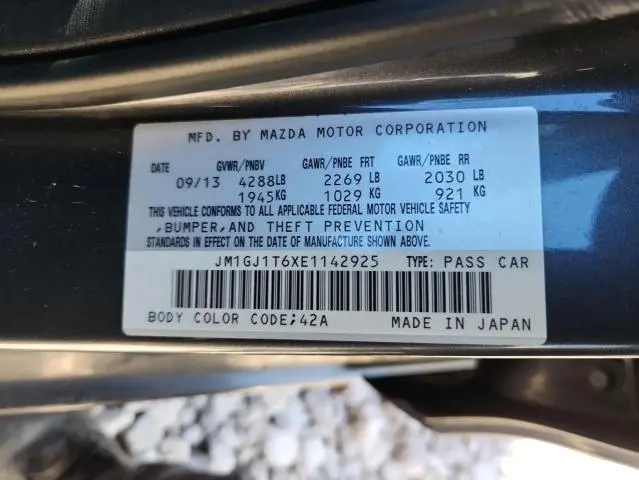 MFD. BY MAZDA MOTOR CORPORATION
DATE GVWR/PNBV GAWR/PNBE FRT GAWR/PNBE RR
09/13 4288LB 2269 LB 2030 LB
1945KG 1029 KG 921 KG
THIS VEHICLE CONFORMS TO ALL APPLICABLE FEDERAL MOTOR VEHICLE SAFETY
,BUMPER,AND THEFT PREVENTION
STANDARDS IN EFFECT ON THE DATE OF MANUFACTURE SHOWN ABOVE.
JM1GJ1T6XE1142925 TYPE: PASS CAR
BODY COLOR CODE;42A MADE IN JAPAN